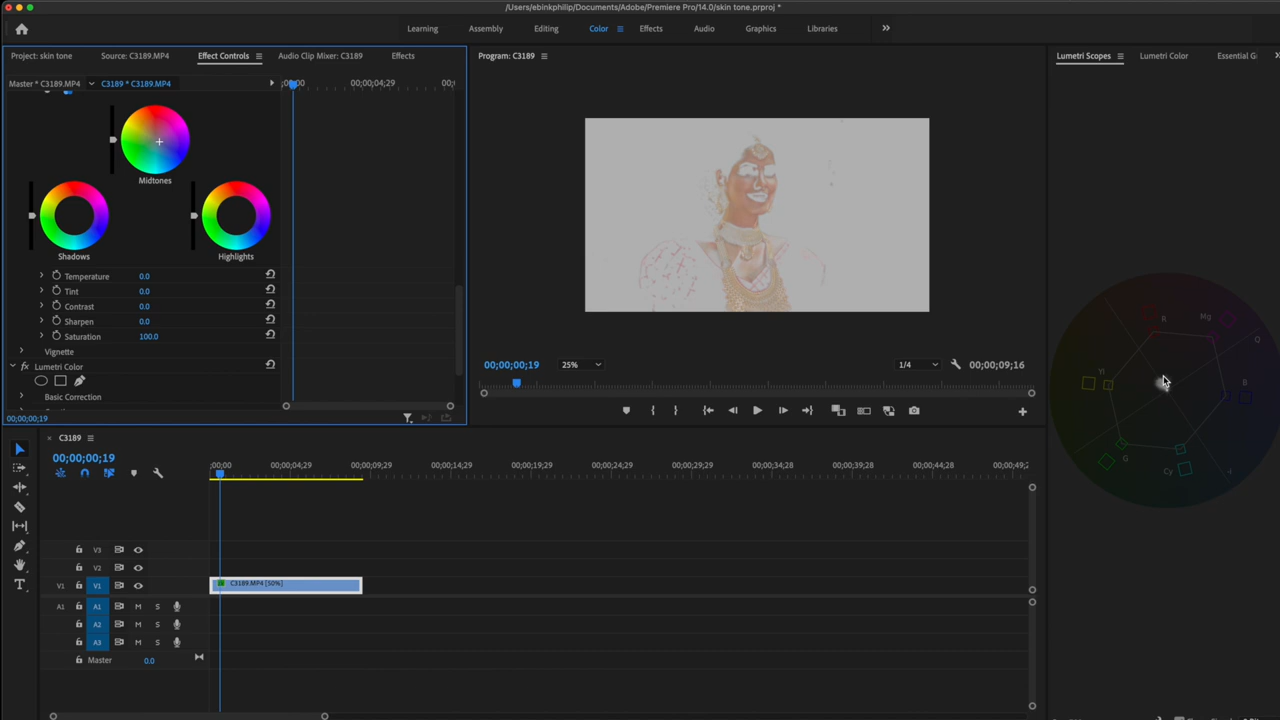 /Users/ebinkphilip/Documents/Adobe/Premiere Pro/14.0/skin tone.prproj *
Learning Assembly Editing Color Effects Audio Graphics Libraries
Project: skin tone Source: C3189.MP4 Effect Controls Audio Clip Mixer: C3189 Effects
Program: C3189
Lumetri Scopes Lumetri Color Essential G
Master * C3189.MP4 C3189 * C3189.MP4
;00;00 00;00;04;29 00;
Midtones
Shadows Highlights
Temperature 0.0
Tint 0.0
Contrast 0.0
Sharpen 0.0
Saturation 100.0
Vignette
fx Lumetri Color
Basic Correction
00;00;00;19
00;00;00;19 25% 1/4 00;00;09;16
R Mg
Yl B
G Cy
C3189
00;00;00;19
;00;00 00;00;04;29 00;00;09;29 00;00;14;29 00;00;19;29 00;00;24;29 00;00;29;29 00;00;34;28 00;00;39;28 00;00;44;28 00;00;49;2
V3
V2
V1 V1 C3189.MP4 [50%]
A1 A1 M S
A2 M S
A3 M S
Master 0.0